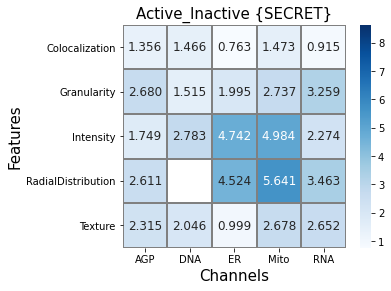 Active_Inactive {SECRET}
Features
Colocalization 1.356 1.466 0.763 1.473 0.915
Granularity 2.680 1.515 1.995 2.737 3.259
Intensity 1.749 2.783 4.742 4.984 2.274
RadialDistribution 2.611 4.524 5.641 3.463
Texture 2.315 2.046 0.999 2.678 2.652
AGP DNA ER Mito RNA
Channels
8
7
6
5
4
3
2
1